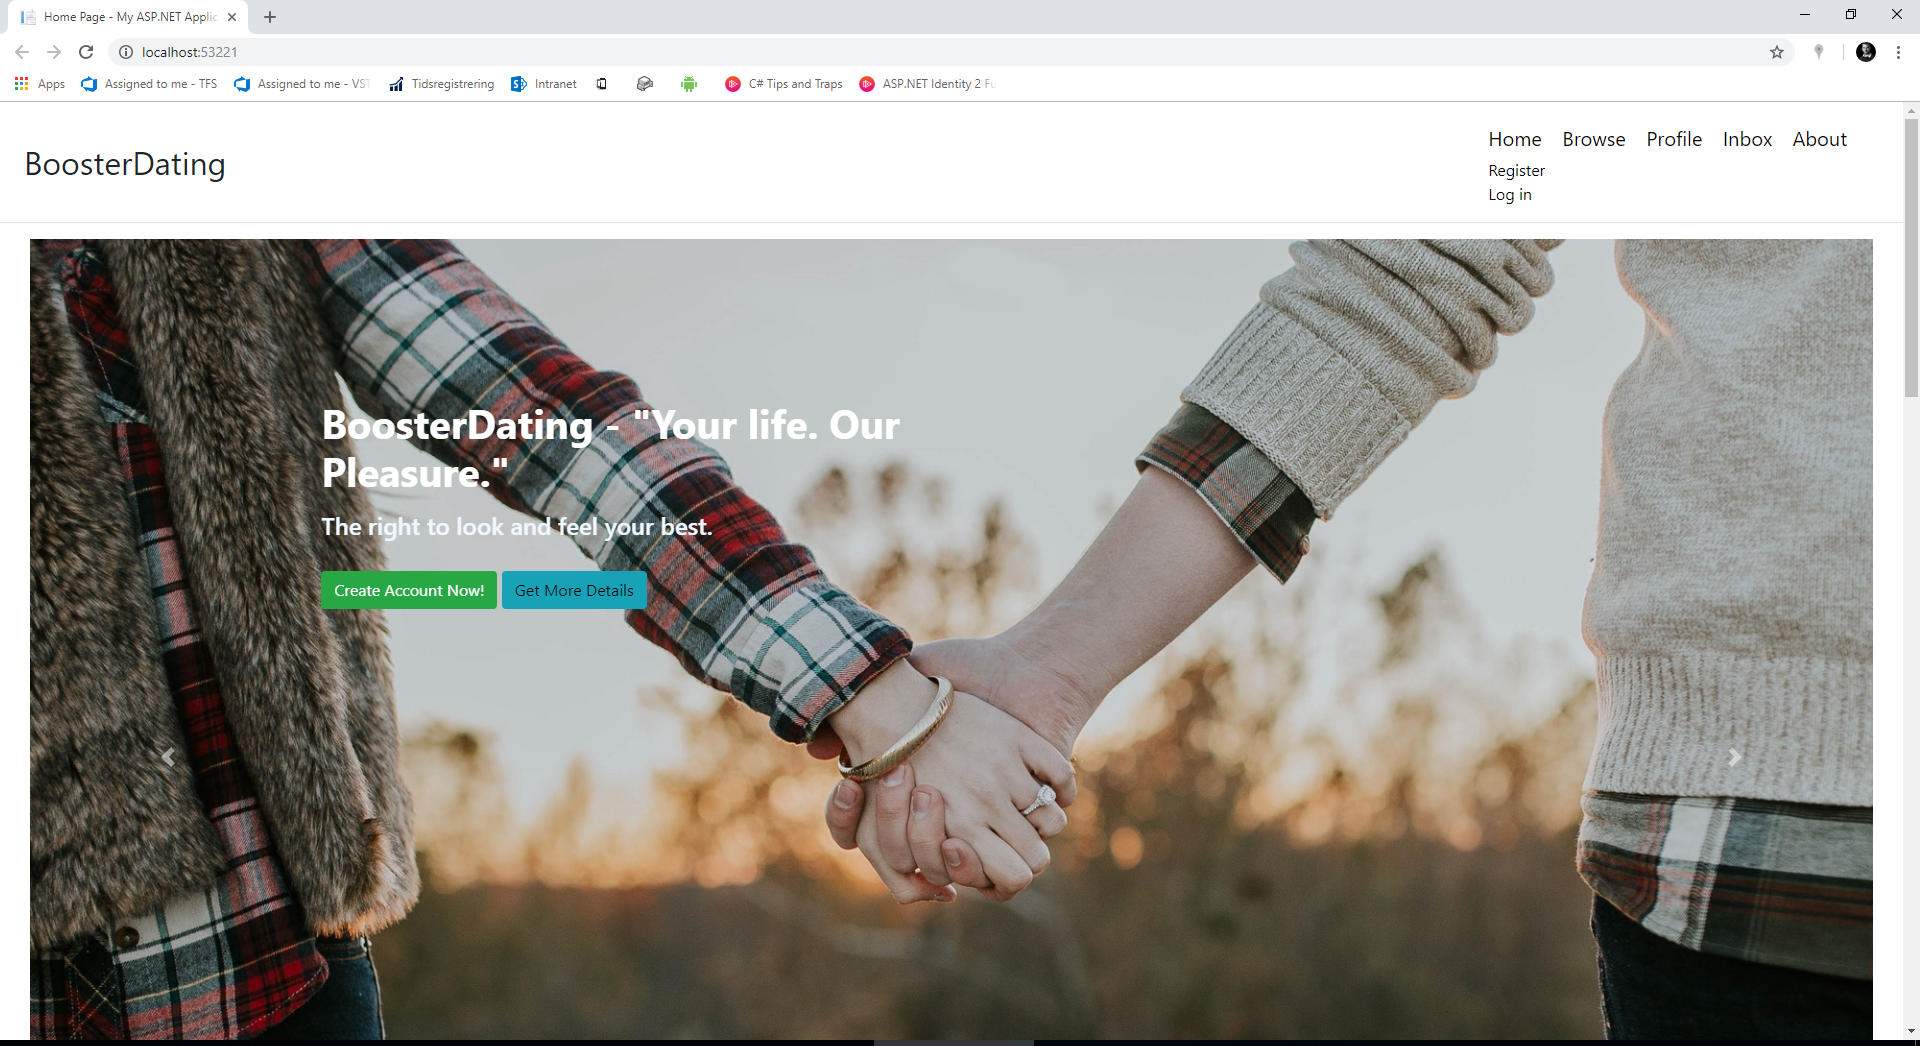 Home Page - My ASP.NET Applic
localhost:53221
Apps Assigned to me - TFS Assigned to me - VST Tidsregistrering Intranet C# Tips and Traps ASP.NET Identity 2 Fu
BoosterDating
Home Browse Profile Inbox About
Register
Log in
BoosterDating - "Your life. Our
Pleasure."
The right to look and feel your best.
Create Account Now! Get More Details